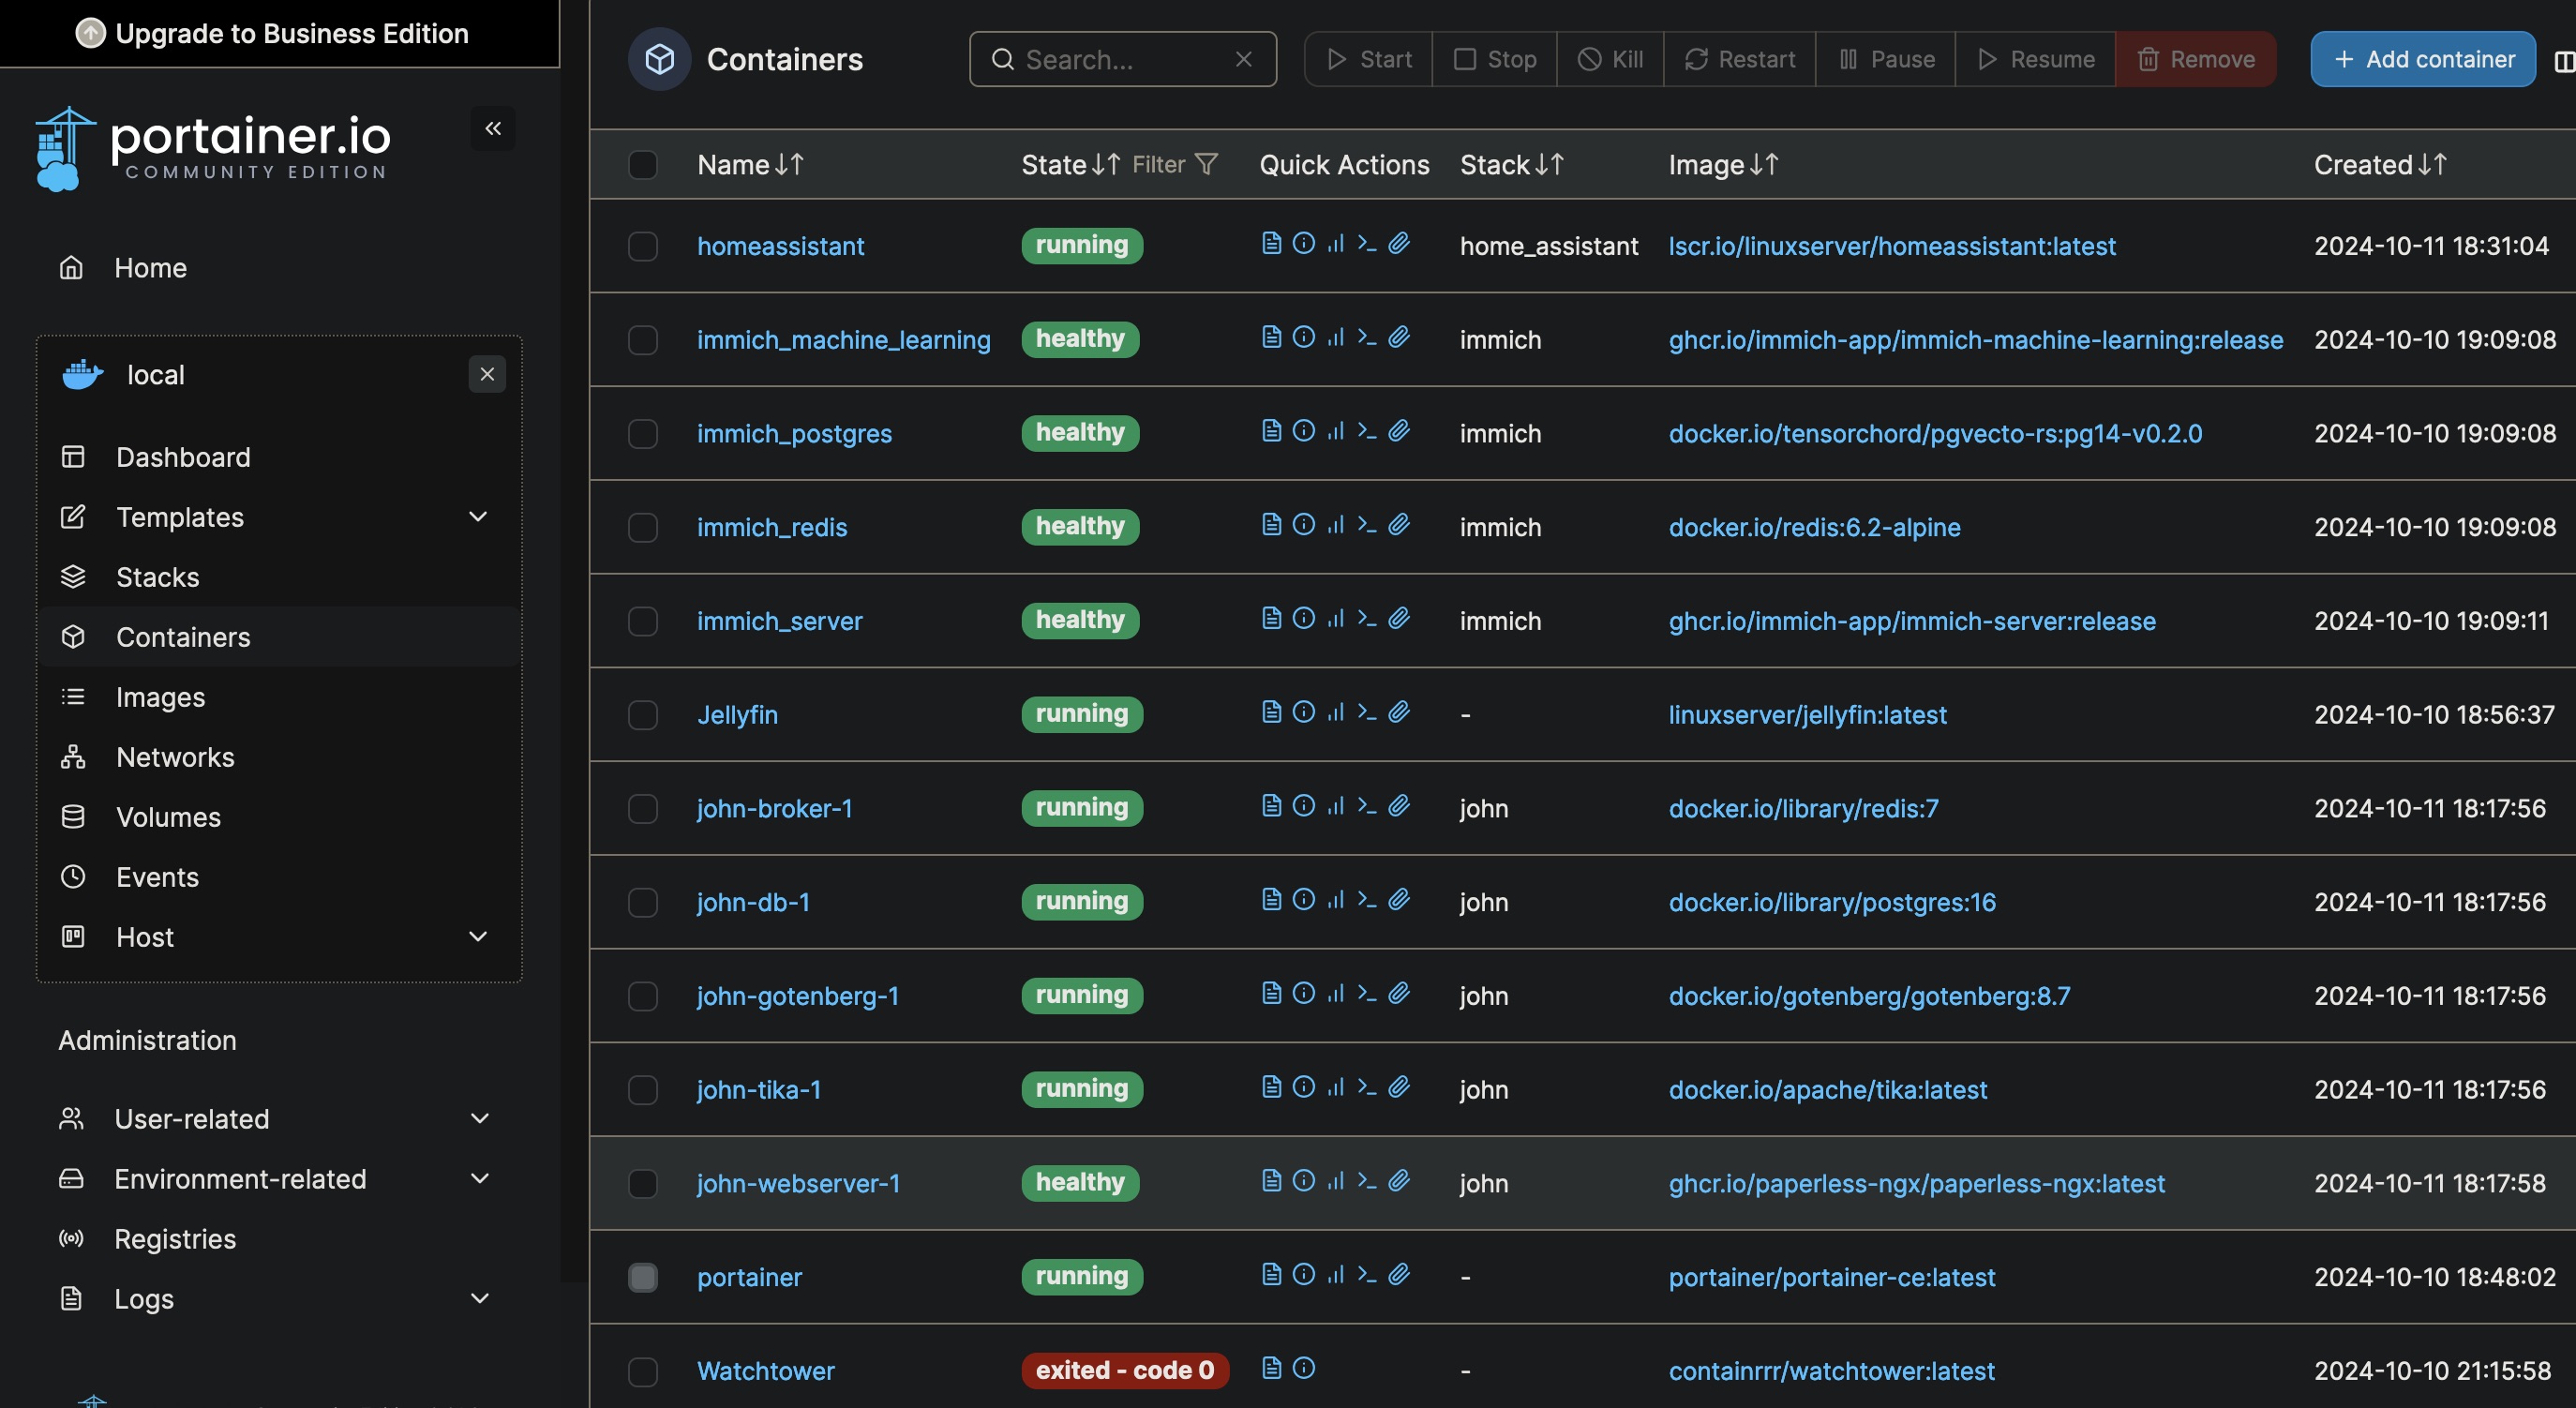 Upgrade to Business Edition
portainer.io
COMMUNITY EDITION
Home
local
Dashboard
Templates
Stacks
Containers
Images
Networks
Volumes
Events
Host
Administration
User-related
Environment-related
Registries
Logs
Containers Search... Start Stop Kill Restart Pause Resume Remove + Add container
Name State Filter Quick Actions Stack Image Created
homeassistant running home_assistant lscr.io/linuxserver/homeassistant:latest 2024-10-11 18:31:04
immich_machine_learning healthy immich ghcr.io/immich-app/immich-machine-learning:release 2024-10-10 19:09:08
immich_postgres healthy immich docker.io/tensorchord/pgvecto-rs:pg14-v0.2.0 2024-10-10 19:09:08
immich_redis healthy immich docker.io/redis:6.2-alpine 2024-10-10 19:09:08
immich_server healthy immich ghcr.io/immich-app/immich-server:release 2024-10-10 19:09:11
Jellyfin running - linuxserver/jellyfin:latest 2024-10-10 18:56:37
john-broker-1 running john docker.io/library/redis:7 2024-10-11 18:17:56
john-db-1 running john docker.io/library/postgres:16 2024-10-11 18:17:56
john-gotenberg-1 running john docker.io/gotenberg/gotenberg:8.7 2024-10-11 18:17:56
john-tika-1 running john docker.io/apache/tika:latest 2024-10-11 18:17:56
john-webserver-1 healthy john ghcr.io/paperless-ngx/paperless-ngx:latest 2024-10-11 18:17:58
portainer running - portainer/portainer-ce:latest 2024-10-10 18:48:02
Watchtower exited - code 0 - containrrr/watchtower:latest 2024-10-10 21:15:58